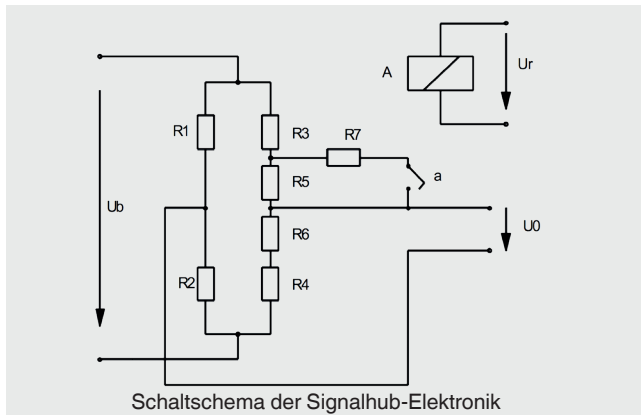 A
Ur
R1
R3
R7
R5
a
Ub
R6
U0
R2
R4
Schaltschema der Signalhub-Elektronik